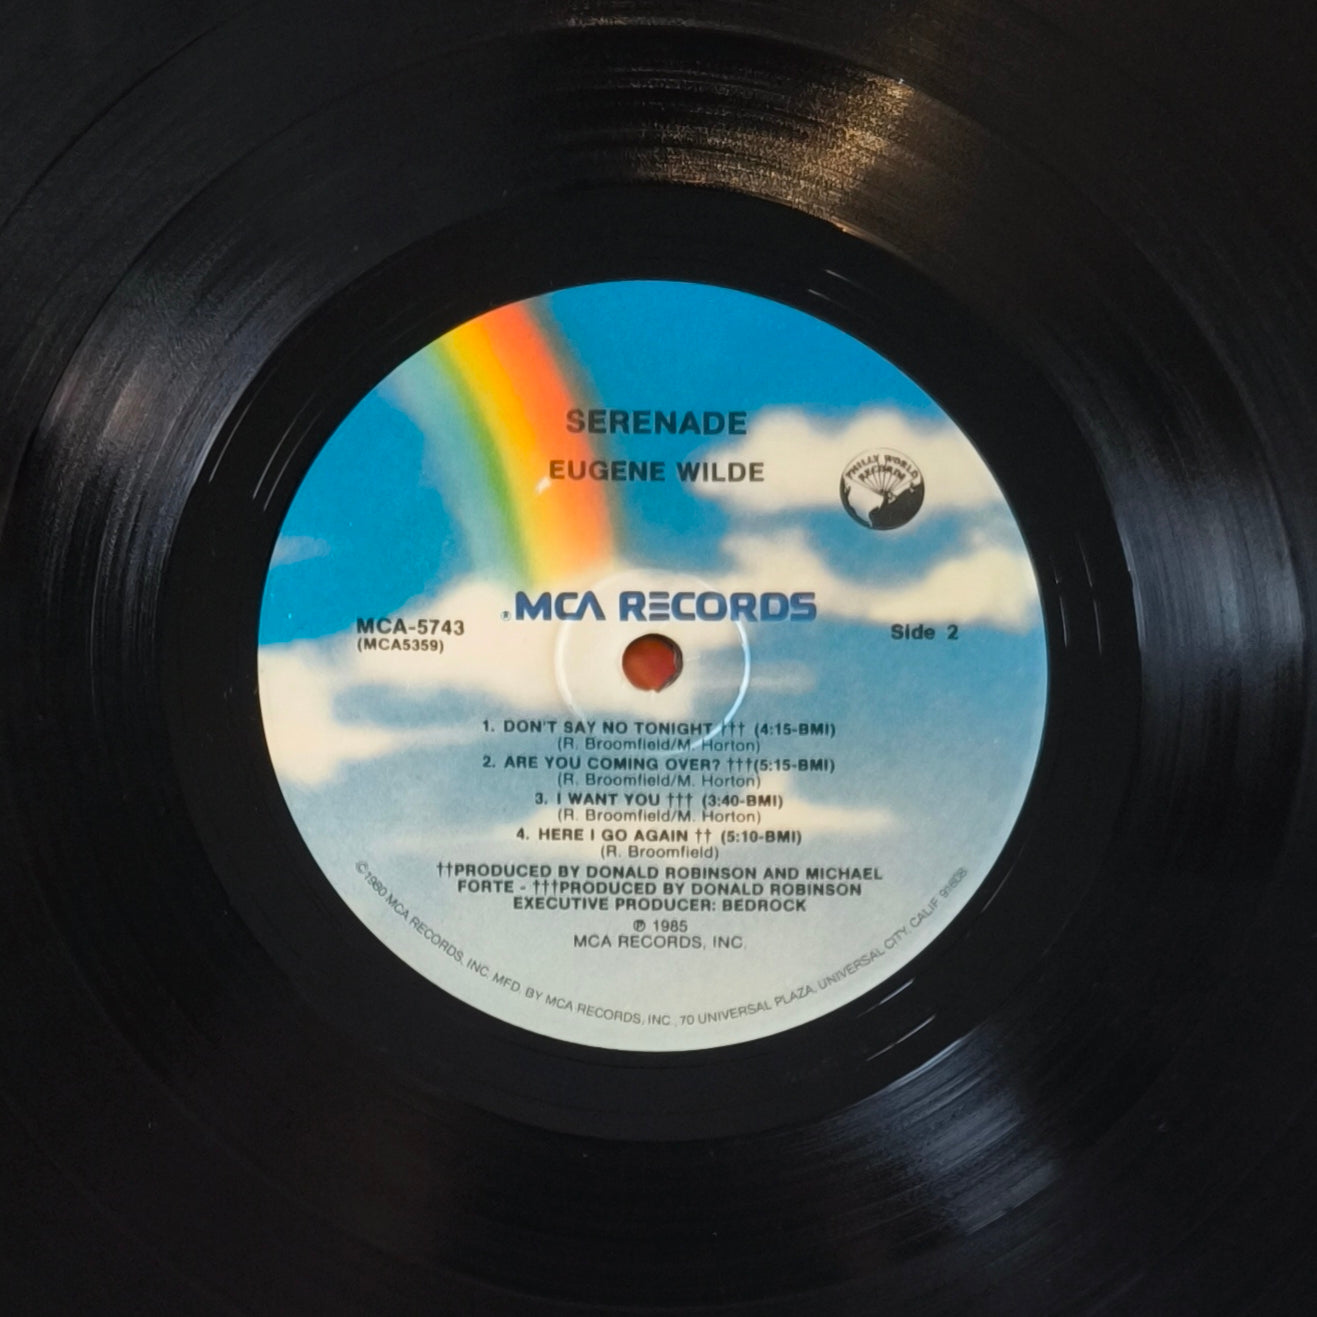 SERENADE
EUGENE WILDE
PHILLY WORLD
RECORDS
®MCA RECORDS
MCA-5743
(MCA5359)
Side 2
1. DON'T SAY NO TONIGHT ††† (4:15-BMI)
(R. Broomfield/M. Horton)
2. ARE YOU COMING OVER? †††(5:15-BMI)
(R. Broomfield/M. Horton)
3. I WANT YOU ††† (3:40-BMI)
(R. Broomfield/M. Horton)
4. HERE I GO AGAIN †† (5:10-BMI)
(R. Broomfield)
††PRODUCED BY DONALD ROBINSON AND MICHAEL
FORTE - †††PRODUCED BY DONALD ROBINSON
EXECUTIVE PRODUCER: BEDROCK
℗ 1985
MCA RECORDS, INC.
©1980 MCA RECORDS, INC. MFD. BY MCA RECORDS, INC., 70 UNIVERSAL PLAZA, UNIVERSAL CITY, CALIF. 91608